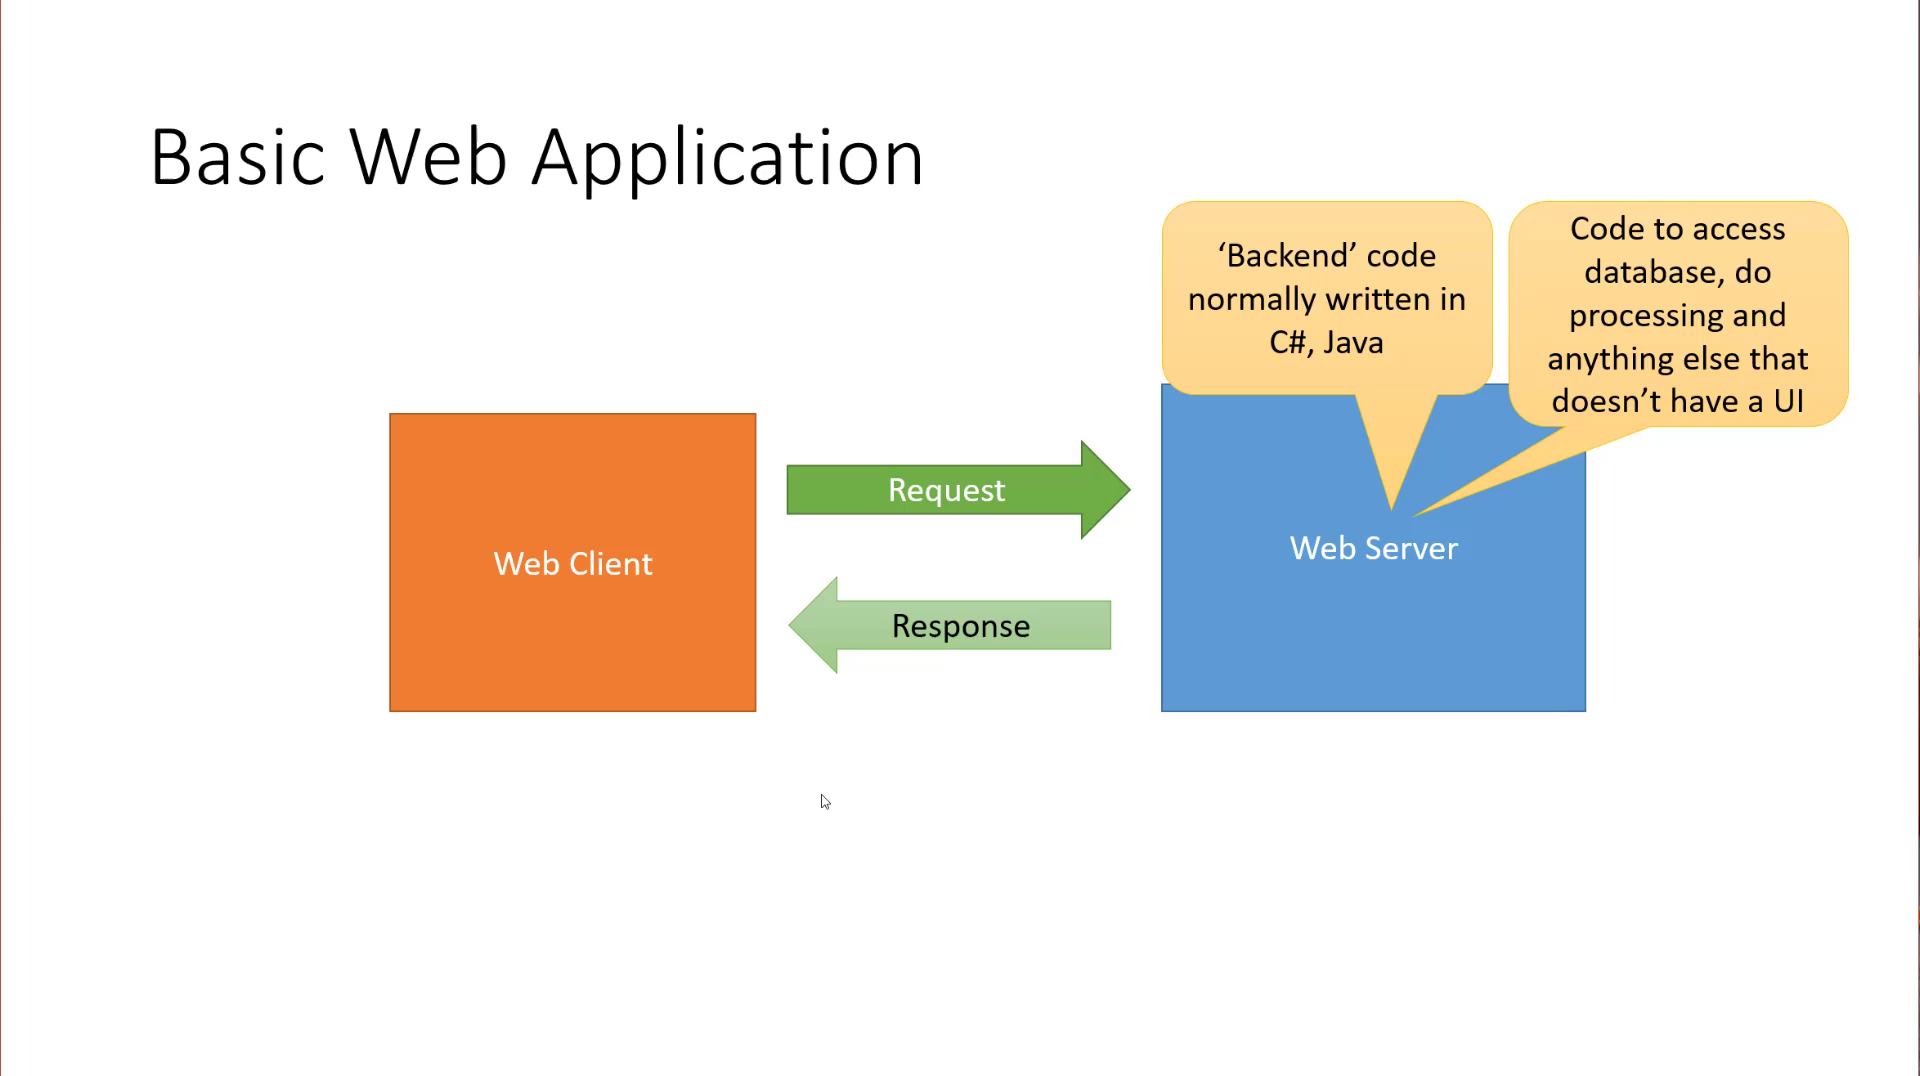 Basic Web Application
‘Backend’ code
normally written in
C#, Java
Code to access
database, do
processing and
anything else that
doesn’t have a UI
Web Client
Request
Response
Web Server